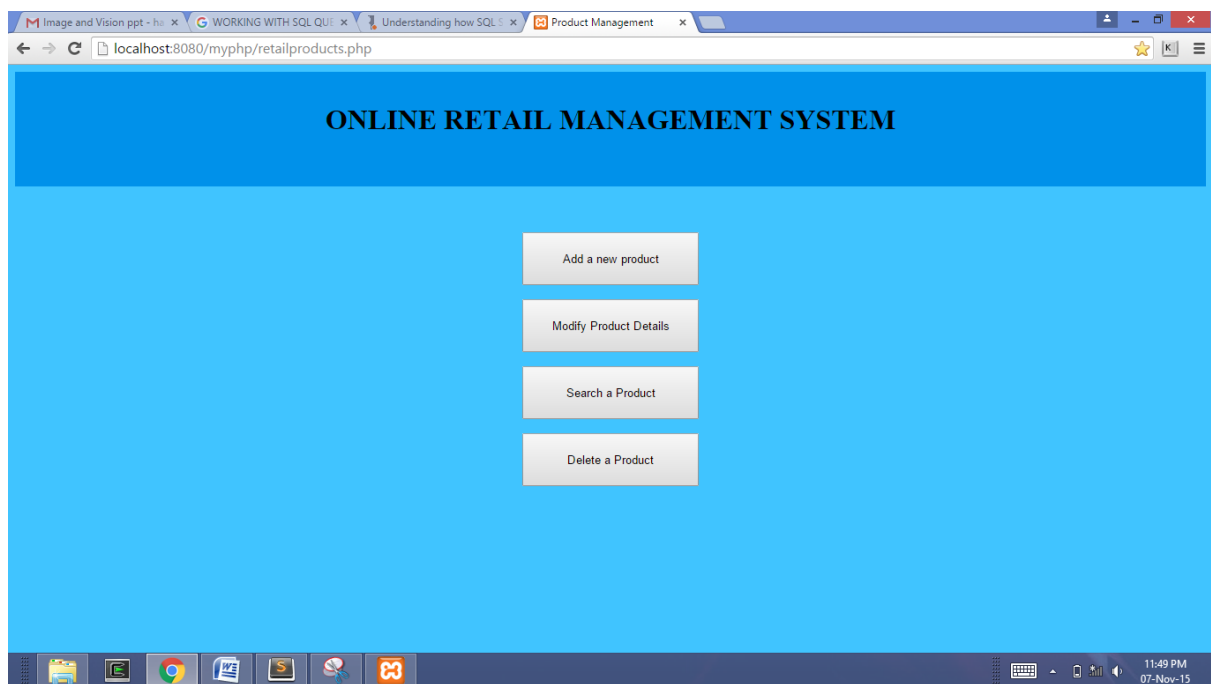 Image and Vision ppt - ha
WORKING WITH SQL QUE
Understanding how SQL S
Product Management
localhost:8080/myphp/retailproducts.php
K
ONLINE RETAIL MANAGEMENT SYSTEM
Add a new product
Modify Product Details
Search a Product
Delete a Product
11:49 PM
07-Nov-15